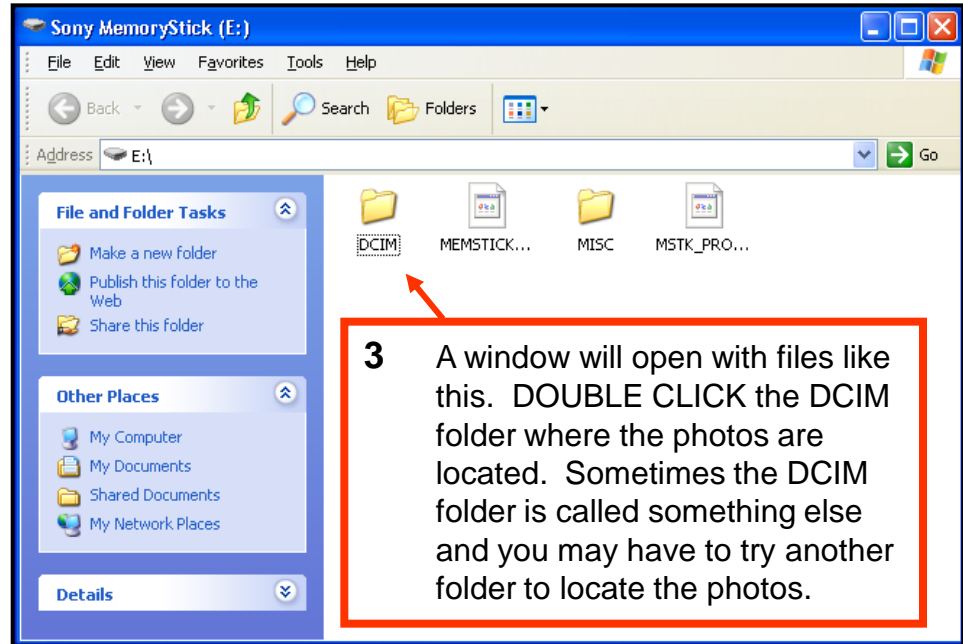 Sony MemoryStick (E:)
File Edit View Favorites Tools Help
Back Search Folders
Address E:\ Go
File and Folder Tasks
Make a new folder
Publish this folder to the
Web
Share this folder
Other Places
My Computer
My Documents
Shared Documents
My Network Places
Details
DCIM MEMSTICK... MISC MSTK_PRO...
3 A window will open with files like
this. DOUBLE CLICK the DCIM
folder where the photos are
located. Sometimes the DCIM
folder is called something else
and you may have to try another
folder to locate the photos.